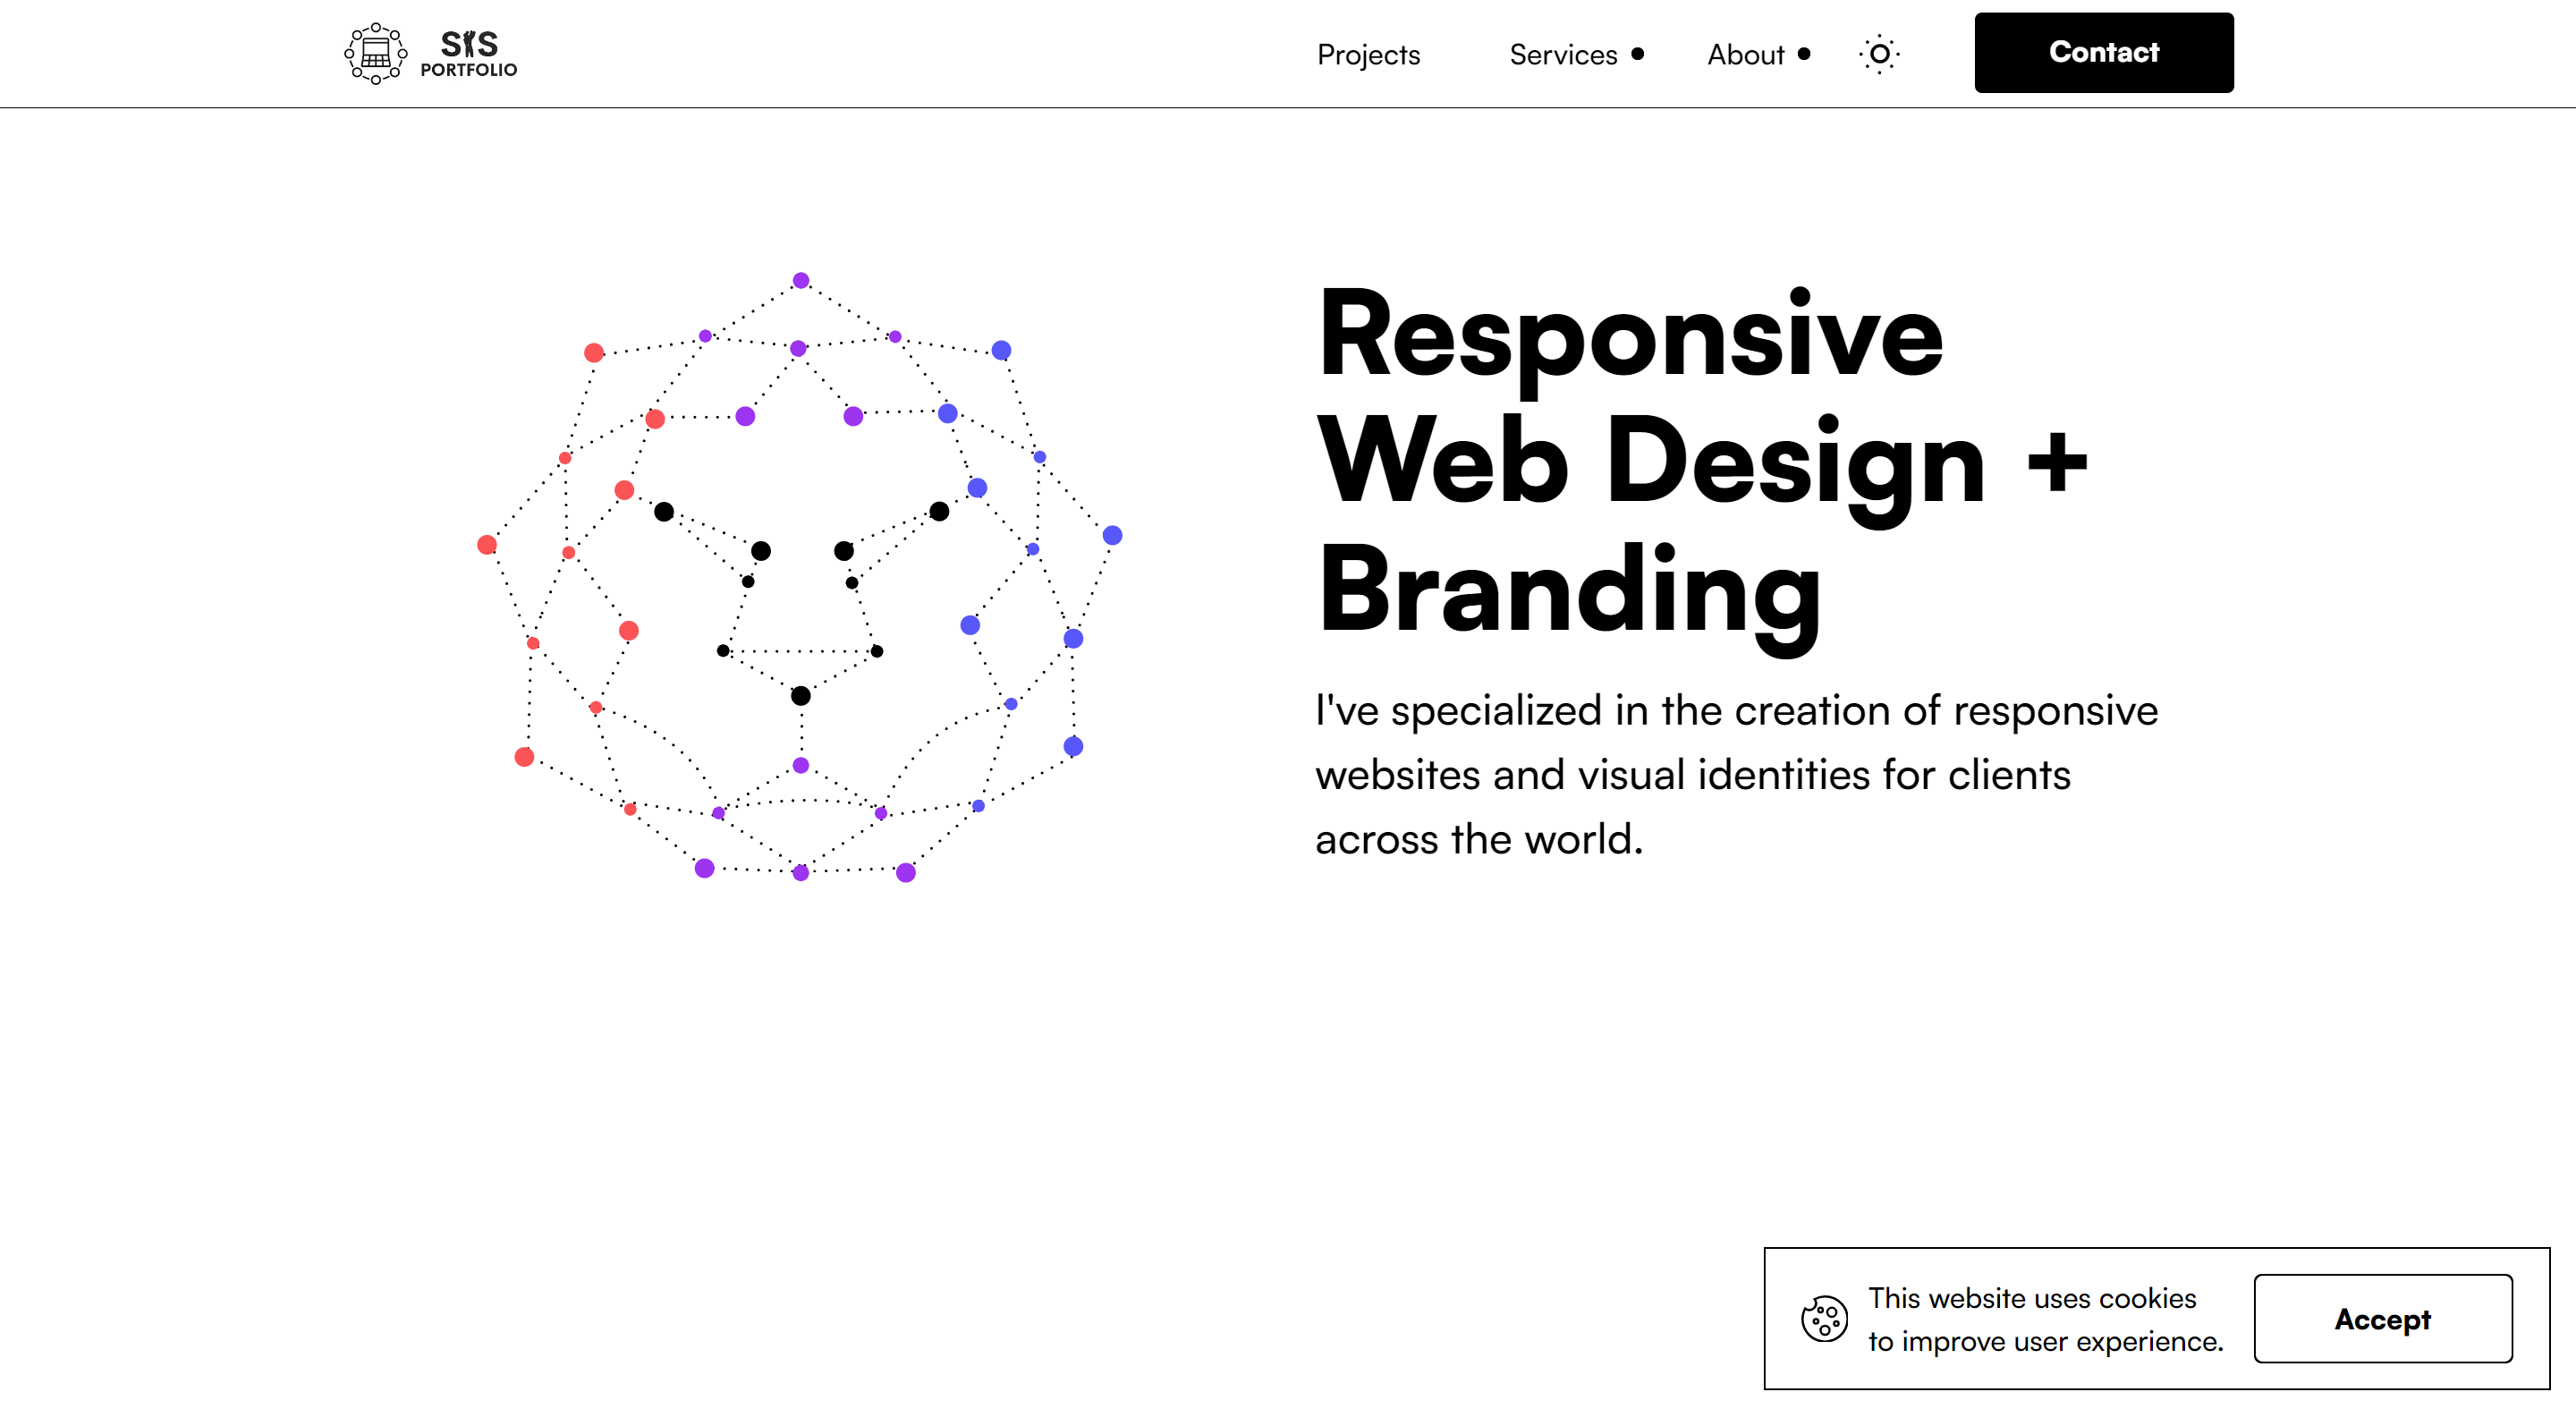 SIS
PORTFOLIO
Projects
Services
About
Contact
Responsive
Web Design +
Branding
I've specialized in the creation of responsive
websites and visual identities for clients
across the world.
This website uses cookies
to improve user experience.
Accept